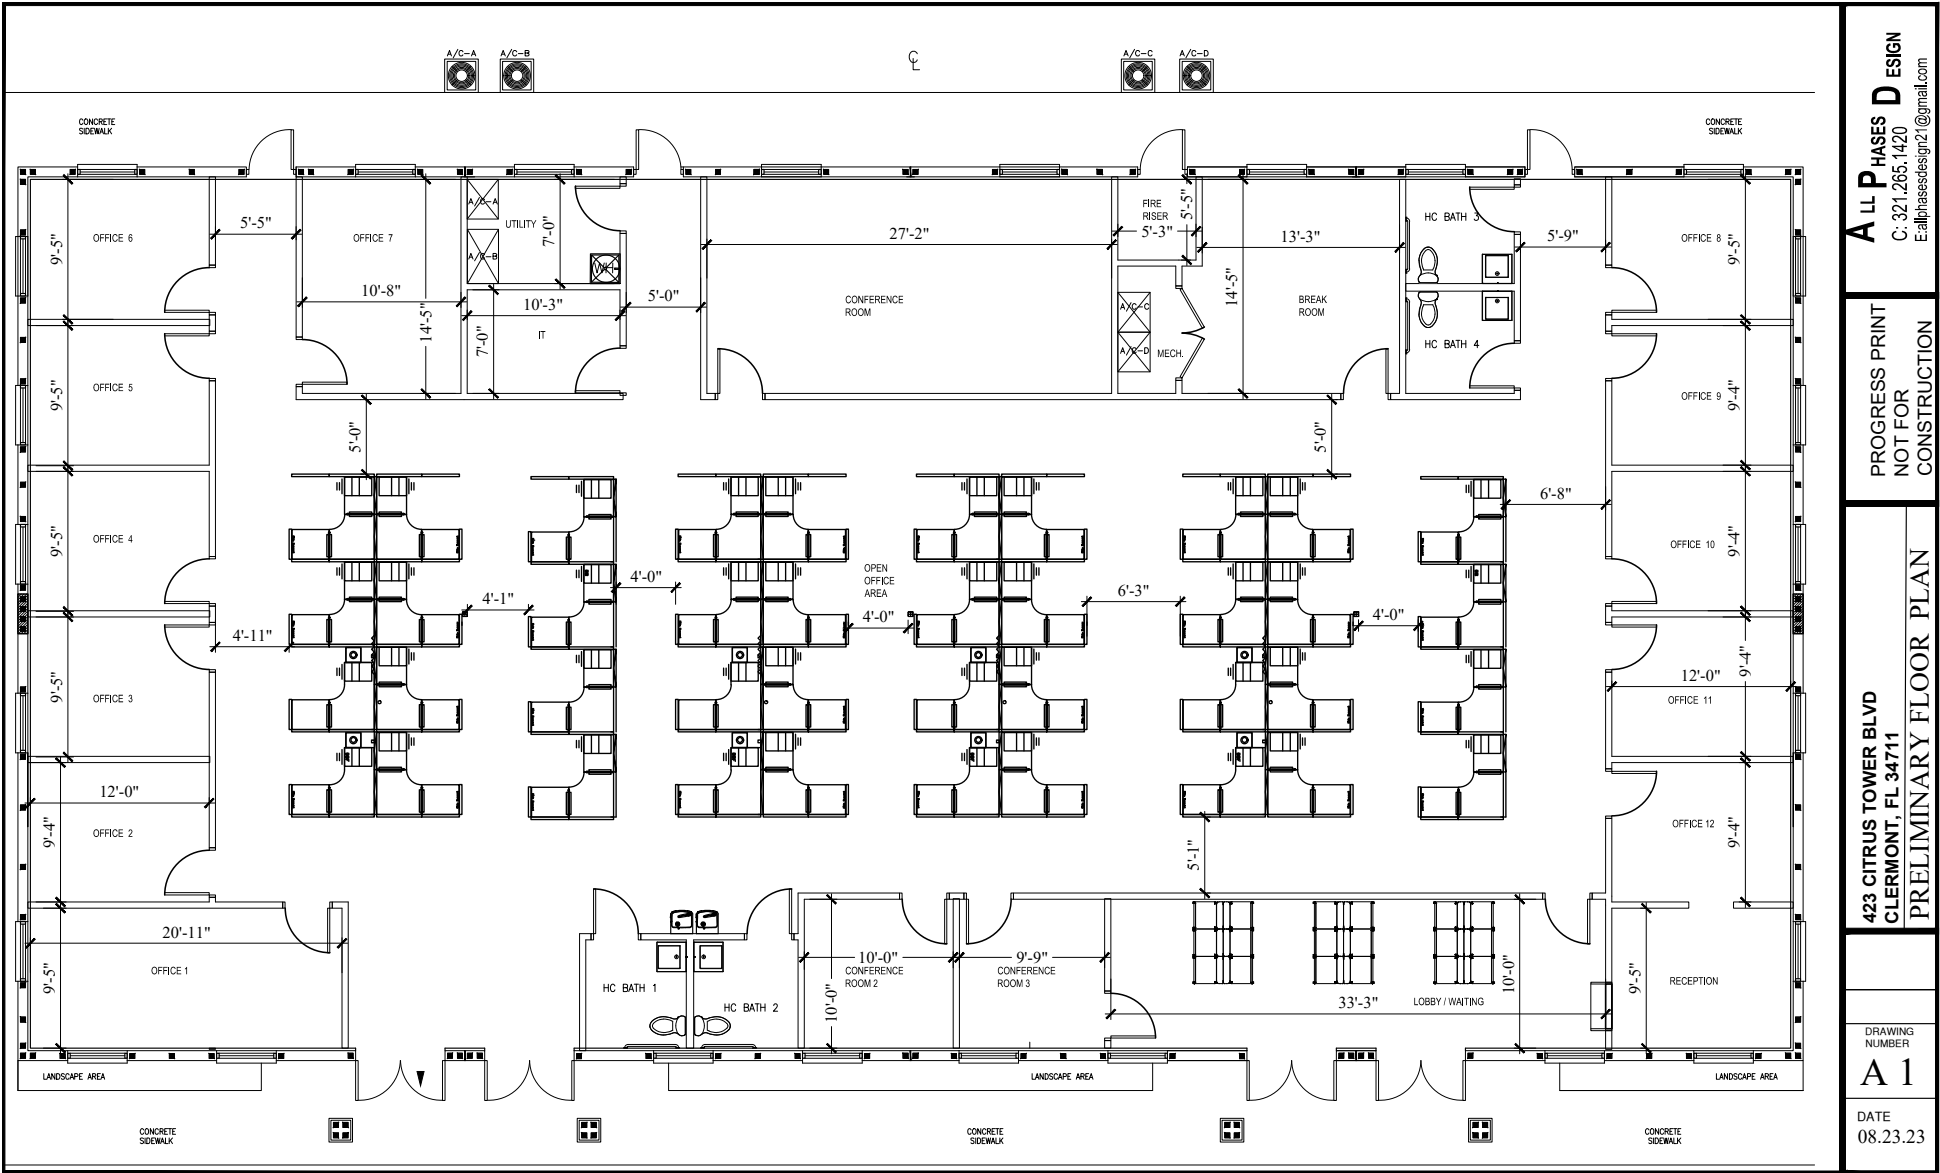 A/C-A
A/C-B
A/C-C
A/C-D
CONCRETE
SIDEWALK
CONCRETE
SIDEWALK
OFFICE 6
9'-5"
5'-5"
OFFICE 7
10'-8"
14'-5"
A/C-A
A/C-B
UTILITY
7'-0"
WH
10'-3"
IT
7'-0"
5'-0"
27'-2"
CONFERENCE
ROOM
FIRE
RISER
5'-5"
5'-3"
A/C-C
A/C-D
MECH.
13'-3"
14'-5"
BREAK
ROOM
HC BATH 3
HC BATH 4
5'-9"
OFFICE 8
9'-5"
OFFICE 5
9'-5"
OFFICE 9
9'-4"
5'-0"
5'-0"
OFFICE 4
9'-5"
6'-8"
OFFICE 10
9'-4"
4'-1"
4'-0"
OPEN
OFFICE
AREA
4'-0"
6'-3"
4'-0"
4'-11"
OFFICE 3
9'-5"
12'-0"
9'-4"
OFFICE 11
12'-0"
OFFICE 2
9'-4"
OFFICE 12
9'-4"
5'-1"
20'-11"
OFFICE 1
9'-5"
HC BATH 1
HC BATH 2
10'-0"
CONFERENCE
ROOM 2
10'-0"
9'-9"
CONFERENCE
ROOM 3
33'-3"
LOBBY / WAITING
10'-0"
9'-5"
RECEPTION
LANDSCAPE AREA
LANDSCAPE AREA
LANDSCAPE AREA
CONCRETE
SIDEWALK
CONCRETE
SIDEWALK
CONCRETE
SIDEWALK
A LL P HASES D ESIGN
C: 321.265.1420
E:allphasesdesign21@gmail.com
PROGRESS PRINT
NOT FOR
CONSTRUCTION
423 CITRUS TOWER BLVD
CLERMONT, FL 34711
PRELIMINARY FLOOR PLAN
DRAWING
NUMBER
A 1
DATE
08.23.23